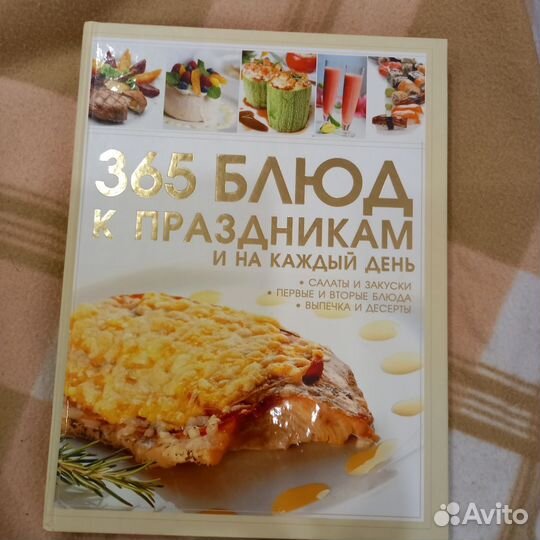 365 БЛЮД
К ПРАЗДНИКАМ
И НА КАЖДЫЙ ДЕНЬ
• САЛАТЫ И ЗАКУСКИ
• ПЕРВЫЕ И ВТОРЫЕ БЛЮДА
• ВЫПЕЧКА И ДЕСЕРТЫ
Avito